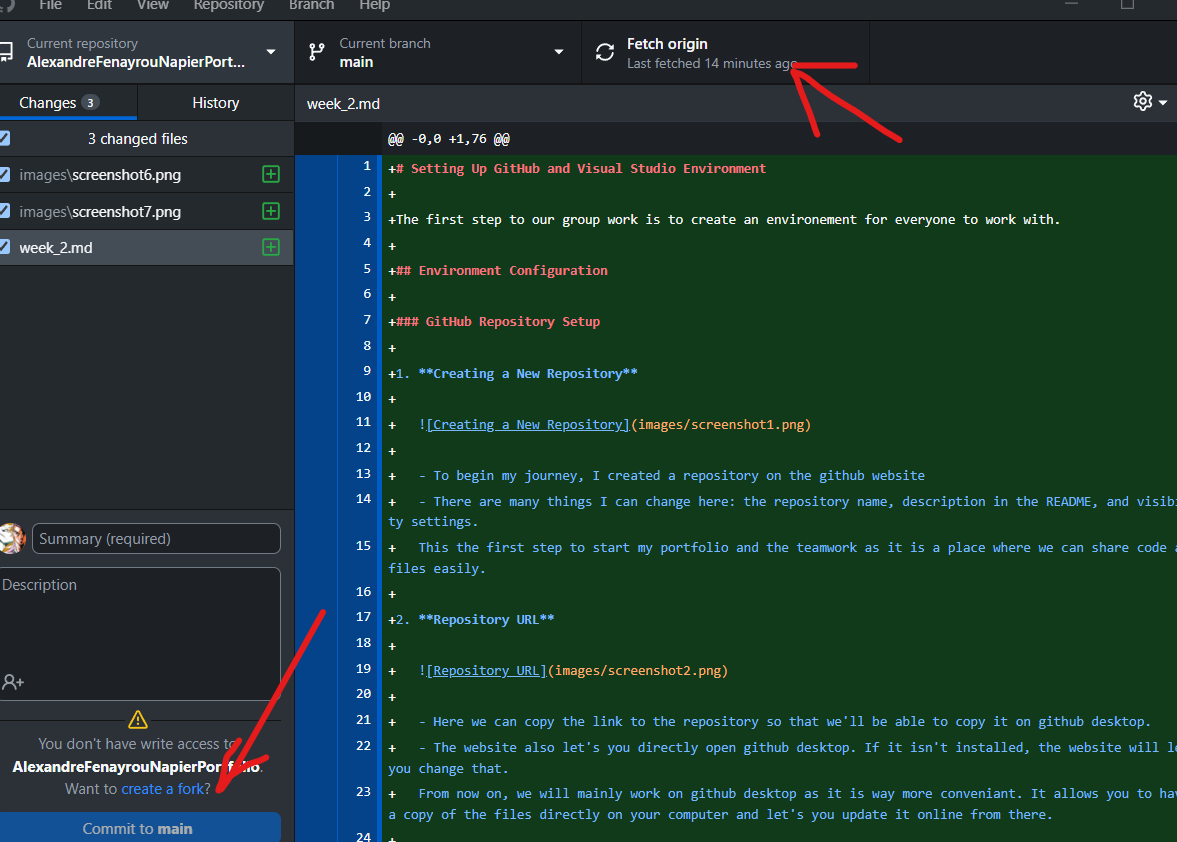 File Edit View Repository Branch Help
Current repository
AlexandreFenayrouNapierPort...
Current branch
main
Fetch origin
Last fetched 14 minutes ago
Changes 3
History
week_2.md
3 changed files
images\screenshot6.png
images\screenshot7.png
week_2.md
@@ -0,0 +1,76 @@
1 +# Setting Up GitHub and Visual Studio Environment
2 +
3 +The first step to our group work is to create an environement for everyone to work with.
4 +
5 +## Environment Configuration
6 +
7 +### GitHub Repository Setup
8 +
9 +1. **Creating a New Repository**
10 +
11 + ![Creating a New Repository](images/screenshot1.png)
12 +
13 + - To begin my journey, I created a repository on the github website
14 + - There are many things I can change here: the repository name, description in the README, and visibi
ty settings.
15 + This the first step to start my portfolio and the teamwork as it is a place where we can share code a
files easily.
16 +
17 +2. **Repository URL**
18 +
19 + ![Repository URL](images/screenshot2.png)
20 +
21 + - Here we can copy the link to the repository so that we'll be able to copy it on github desktop.
22 + - The website also let's you directly open github desktop. If it isn't installed, the website will le
you change that.
23 + From now on, we will mainly work on github desktop as it is way more conveniant. It allows you to hav
a copy of the files directly on your computer and let's you update it online from there.
24 +
Summary (required)
Description
You don't have write access to
AlexandreFenayrouNapierPortfolio.
Want to create a fork?
Commit to main